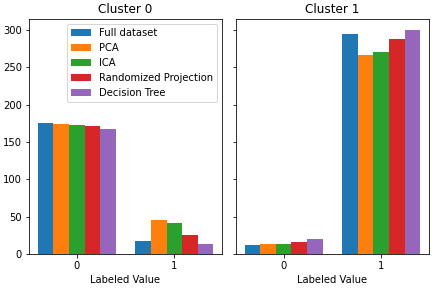 Cluster 0
Cluster 1
Full dataset
PCA
ICA
Randomized Projection
Decision Tree
300
250
200
150
100
50
0
0
1
0
1
Labeled Value
Labeled Value